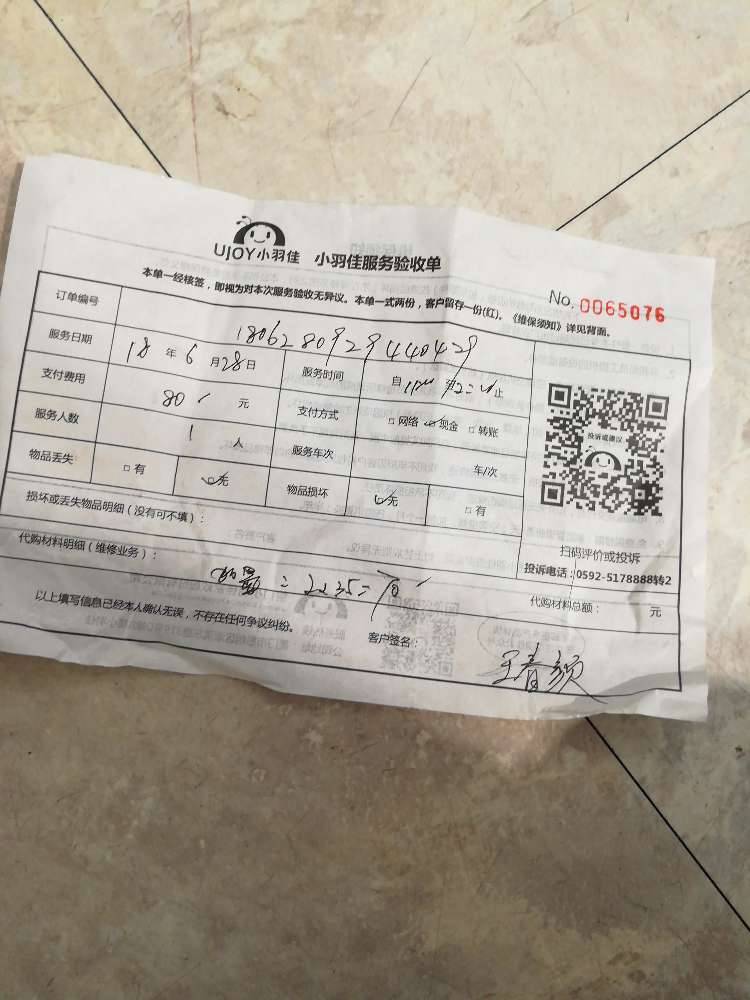 UJOY小羽佳 小羽佳服务验收单
No. 0065076
本单一经核签，即视为对本次服务验收无异议。本单一式两份，客户留存一份(红)。《维保须知》详见背面。
订单编号 1806280929440429
服务日期 18 年 6 月 28 日 服务时间 自 止
支付费用 80 元 支付方式 □网络 ☑现金 □转账
服务人数 1 人 服务车次 车/次
物品丢失 □有 ☑无 物品损坏 ☑无 □有
投诉或建议
扫码评价或投诉
投诉电话：0592-5178888转2
损坏或丢失物品明细（没有可不填）：
代购材料明细（维修业务）：
2x35=70
代购材料总额： 元
以上填写信息已经本人确认无误，不存在任何争议纠纷。
客户签名：